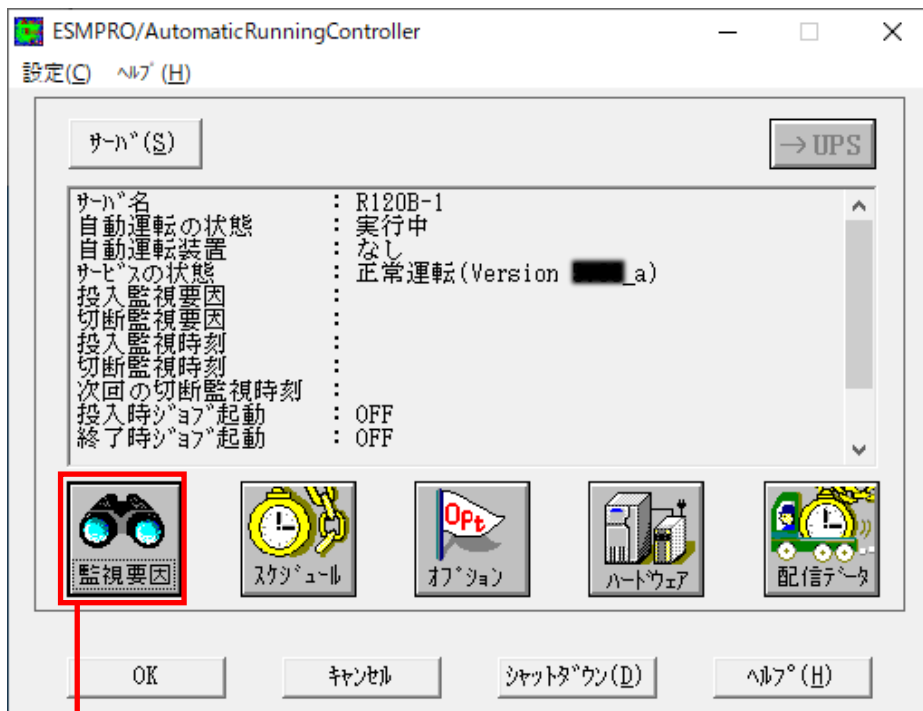 ESMPRO/AutomaticRunningController
設定(C) ﾍﾙﾌﾟ(H)
ｻｰﾊﾞ(S)
→UPS
ｻｰﾊﾞ名 : R120B-1
自動運転の状態 : 実行中
自動運転装置 : なし
ｻｰﾋﾞｽの状態 : 正常運転(Version _a)
投入監視要因 :
切断監視要因 :
投入監視時刻 :
切断監視時刻 :
次回の切断監視時刻 :
投入時ｼﾞｮﾌﾞ起動 : OFF
終了時ｼﾞｮﾌﾞ起動 : OFF
Opt
監視要因 ｽｹｼﾞｭｰﾙ ｵﾌﾟｼｮﾝ ﾊｰﾄﾞｳｪｱ 配信ﾃﾞｰﾀ
OK ｷｬﾝｾﾙ ｼｬｯﾄﾀﾞｳﾝ(D) ﾍﾙﾌﾟ(H)